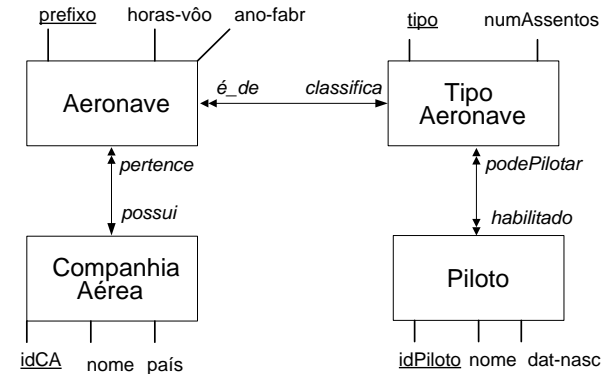 prefixo horas-vôo ano-fabr
tipo numAssentos
Aeronave
é_de classifica
Tipo
Aeronave
pertence
possui
podePilotar
habilitado
Companhia
Aérea
Piloto
idCA nome país
idPiloto nome dat-nasc